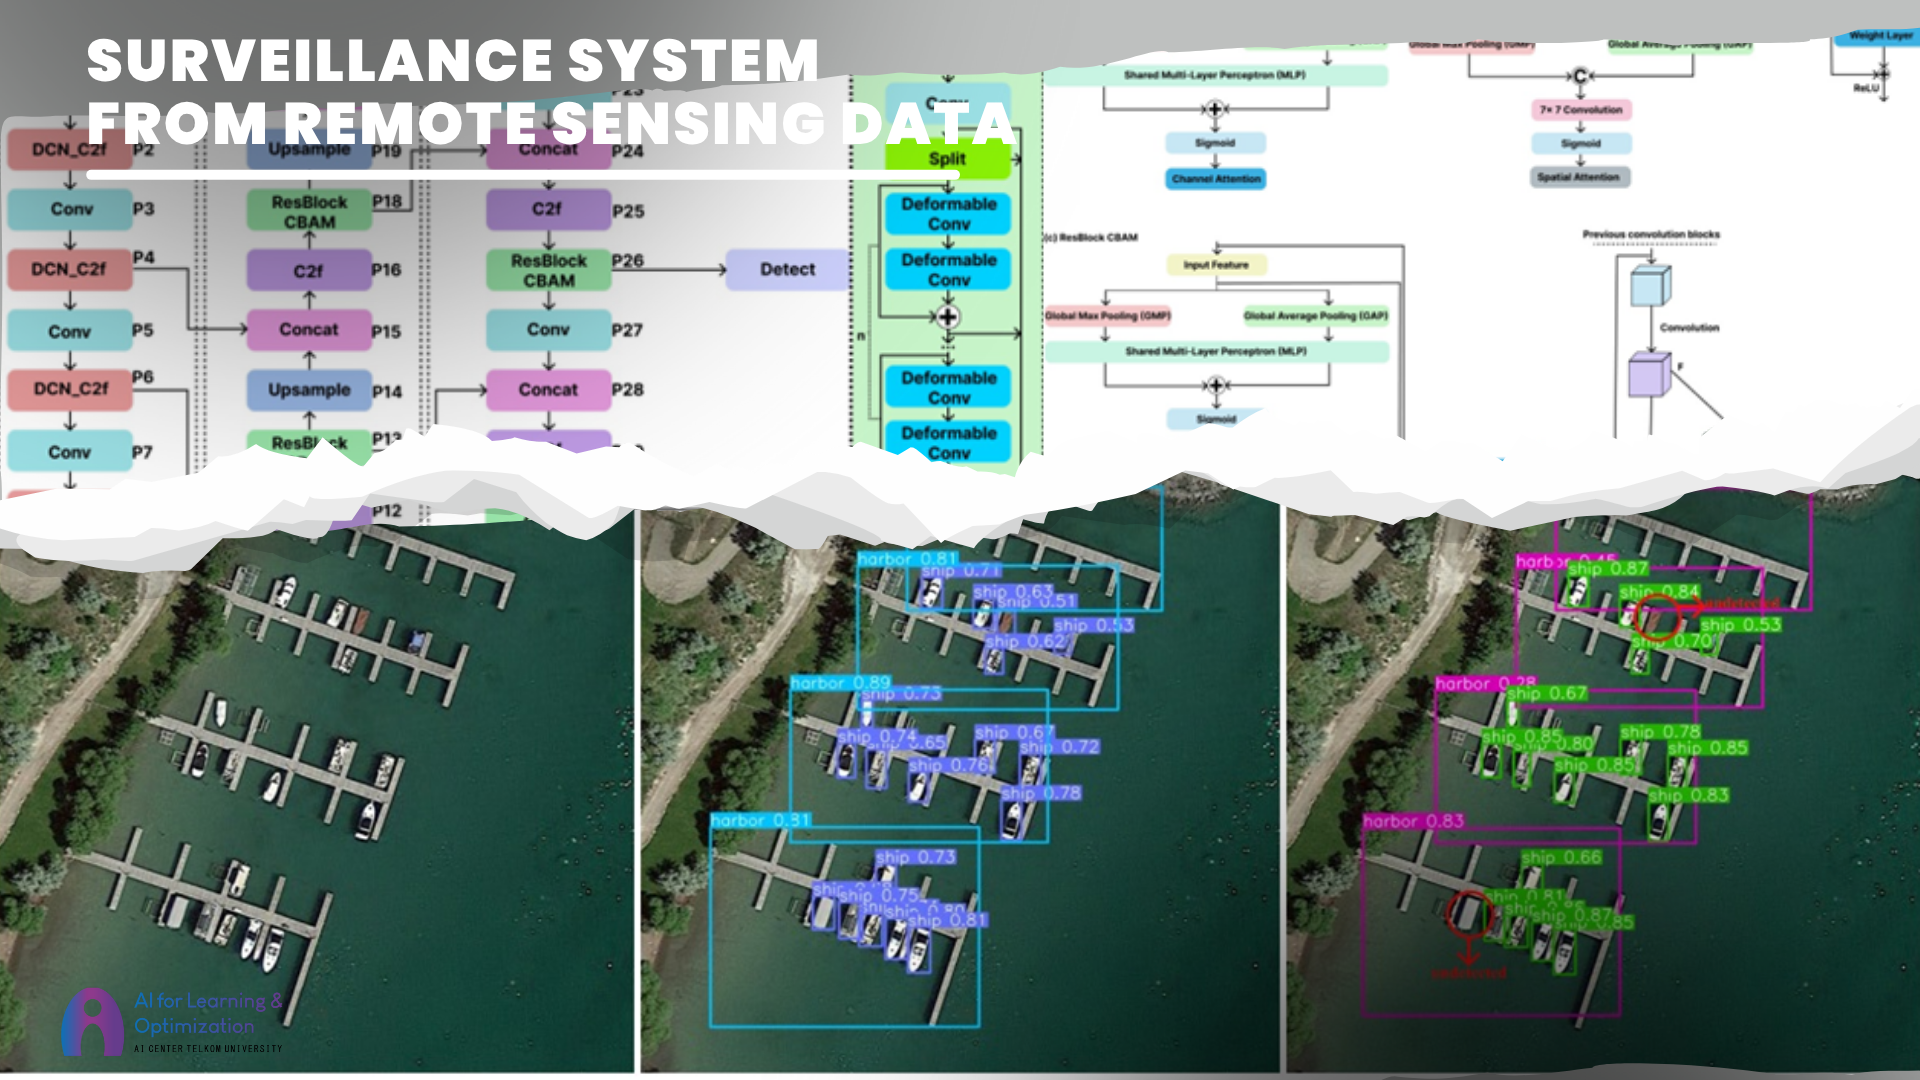 SURVEILLANCE SYSTEM
FROM REMOTE SENSING DATA
DCN_C2f
P2
Conv
P3
DCN_C2f
P4
Conv
P5
DCN_C2f
P6
Conv
P7
Upsample
P19
ResBlock
CBAM
P18
C2f
P16
Concat
P15
Upsample
P14
ResBlock
P13
P12
P23
Concat
P24
C2f
P25
ResBlock
CBAM
P26
Conv
P27
Concat
P28
Detect
Conv
Split
Deformable
Conv
Deformable
Conv
n
Deformable
Conv
Deformable
Conv
Shared Multi-Layer Perceptron (MLP)
Sigmoid
Channel Attention
Global Max Pooling (GMP)
Global Average Pooling (GAP)
C
7× 7 Convolution
Sigmoid
Spatial Attention
Weight Layer
ReLU
(c) ResBlock CBAM
Input Feature
Global Max Pooling (GMP)
Global Average Pooling (GAP)
Shared Multi-Layer Perceptron (MLP)
Sigmoid
Previous convolution blocks
Convolution
F
harbor 0.81
ship 0.71
ship 0.63
ship 0.51
ship 0.53
ship 0.62
harbor 0.89
ship 0.73
ship 0.74
ship 0.65
ship 0.67
ship 0.72
ship 0.76
ship 0.78
harbor 0.81
ship 0.73
ship
0.75
ship 0.80
ship 0.81
harbor 0.45
ship 0.87
ship 0.84
undetected
ship 0.53
ship 0.70
harbor 0.28
ship 0.67
ship 0.85
ship 0.80
ship 0.78
ship 0.85
ship 0.85
ship 0.83
harbor 0.83
ship 0.66
ship 0.81
ship
ship 0.87
0.85
undetected
AI for Learning &
Optimization
AI CENTER TELKOM UNIVERSITY